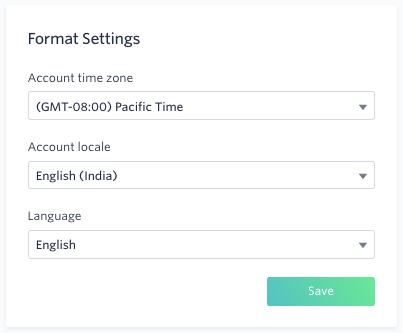 Format Settings
Account time zone
(GMT-08:00) Pacific Time
Account locale
English (India)
Language
English
Save